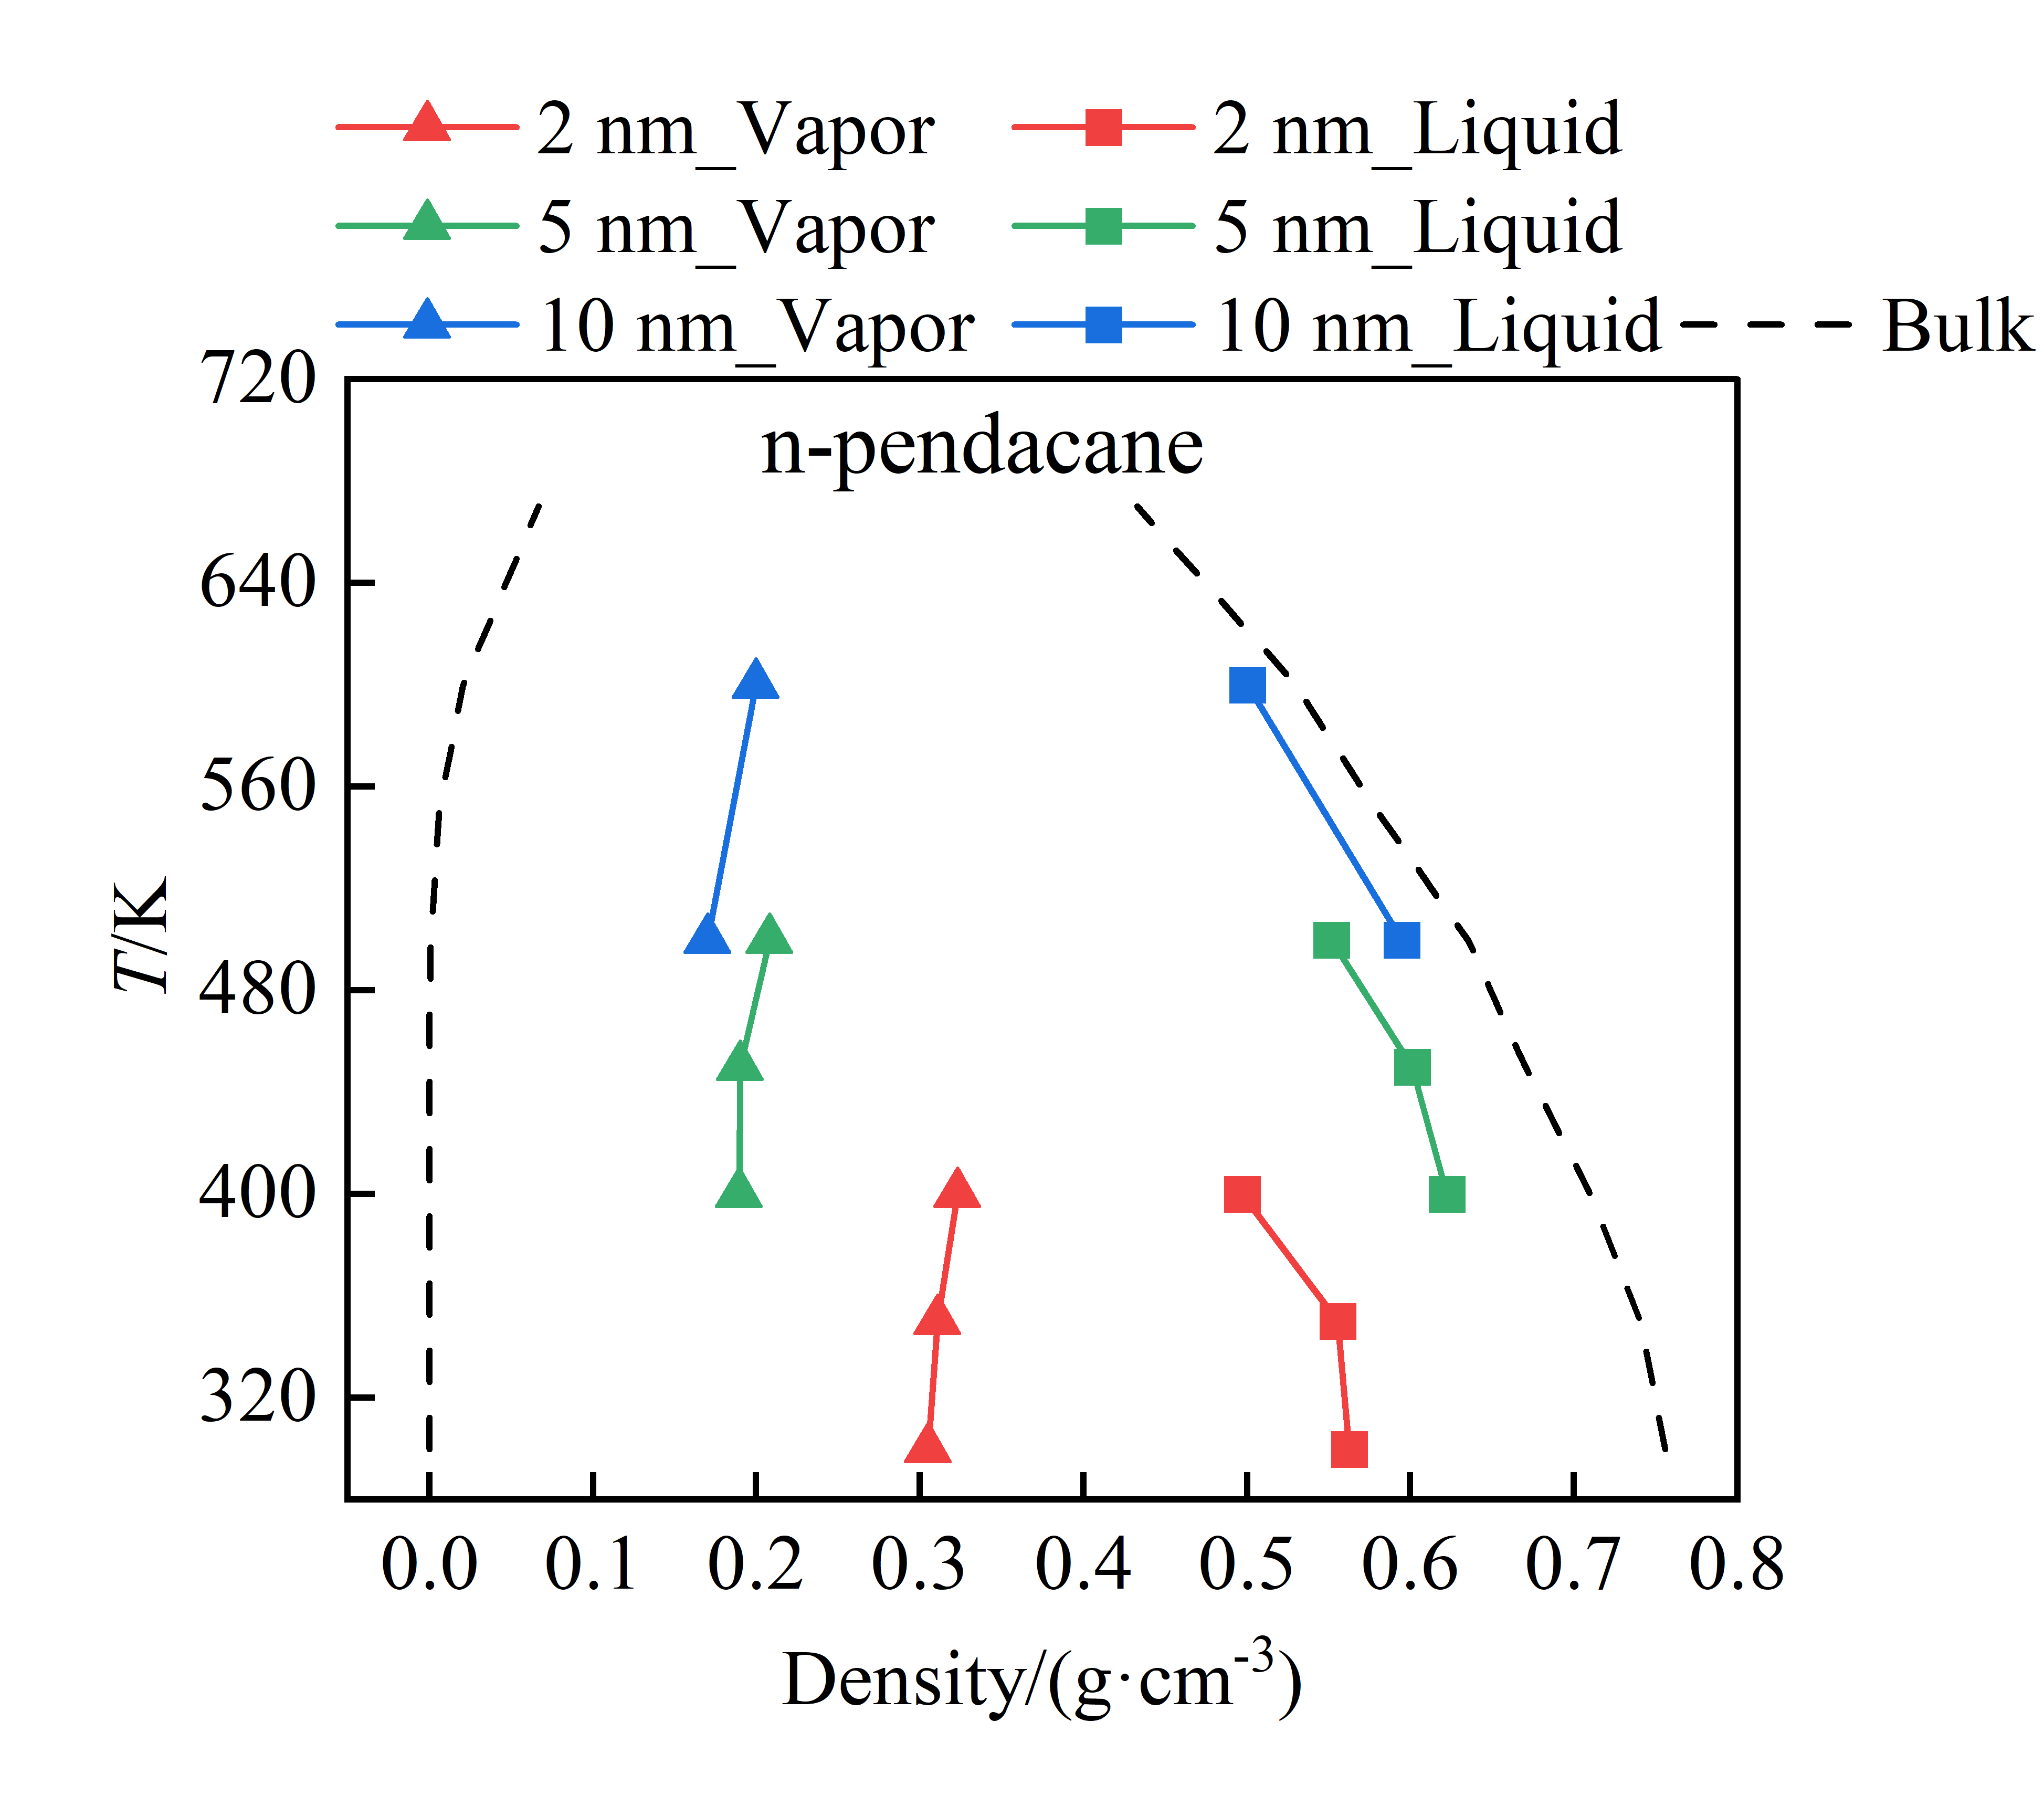 2 nm_Vapor 2 nm_Liquid
5 nm_Vapor 5 nm_Liquid
10 nm_Vapor 10 nm_Liquid Bulk
n-pendacane
720
640
560
480
400
320
T/K
0.0 0.1 0.2 0.3 0.4 0.5 0.6 0.7 0.8
Density/(g·cm⁻³)